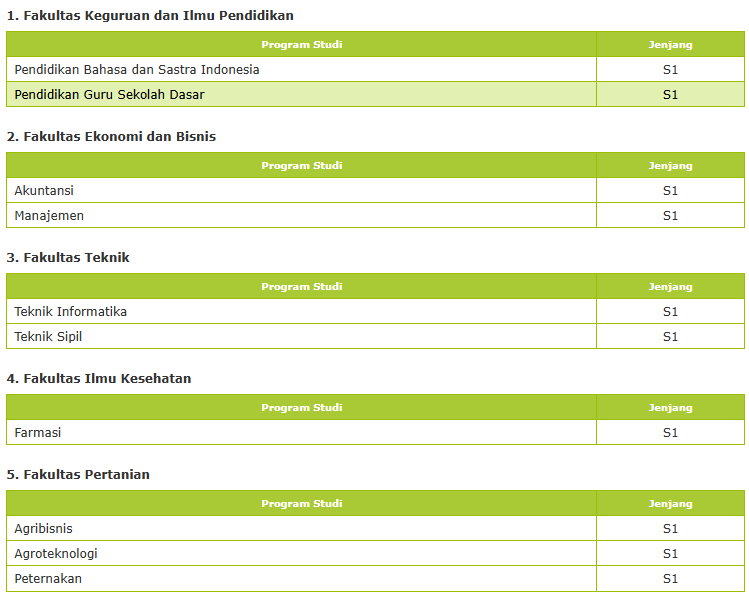 1. Fakultas Keguruan dan Ilmu Pendidikan
Program Studi Jenjang
Pendidikan Bahasa dan Sastra Indonesia S1
Pendidikan Guru Sekolah Dasar S1
2. Fakultas Ekonomi dan Bisnis
Program Studi Jenjang
Akuntansi S1
Manajemen S1
3. Fakultas Teknik
Program Studi Jenjang
Teknik Informatika S1
Teknik Sipil S1
4. Fakultas Ilmu Kesehatan
Program Studi Jenjang
Farmasi S1
5. Fakultas Pertanian
Program Studi Jenjang
Agribisnis S1
Agroteknologi S1
Peternakan S1